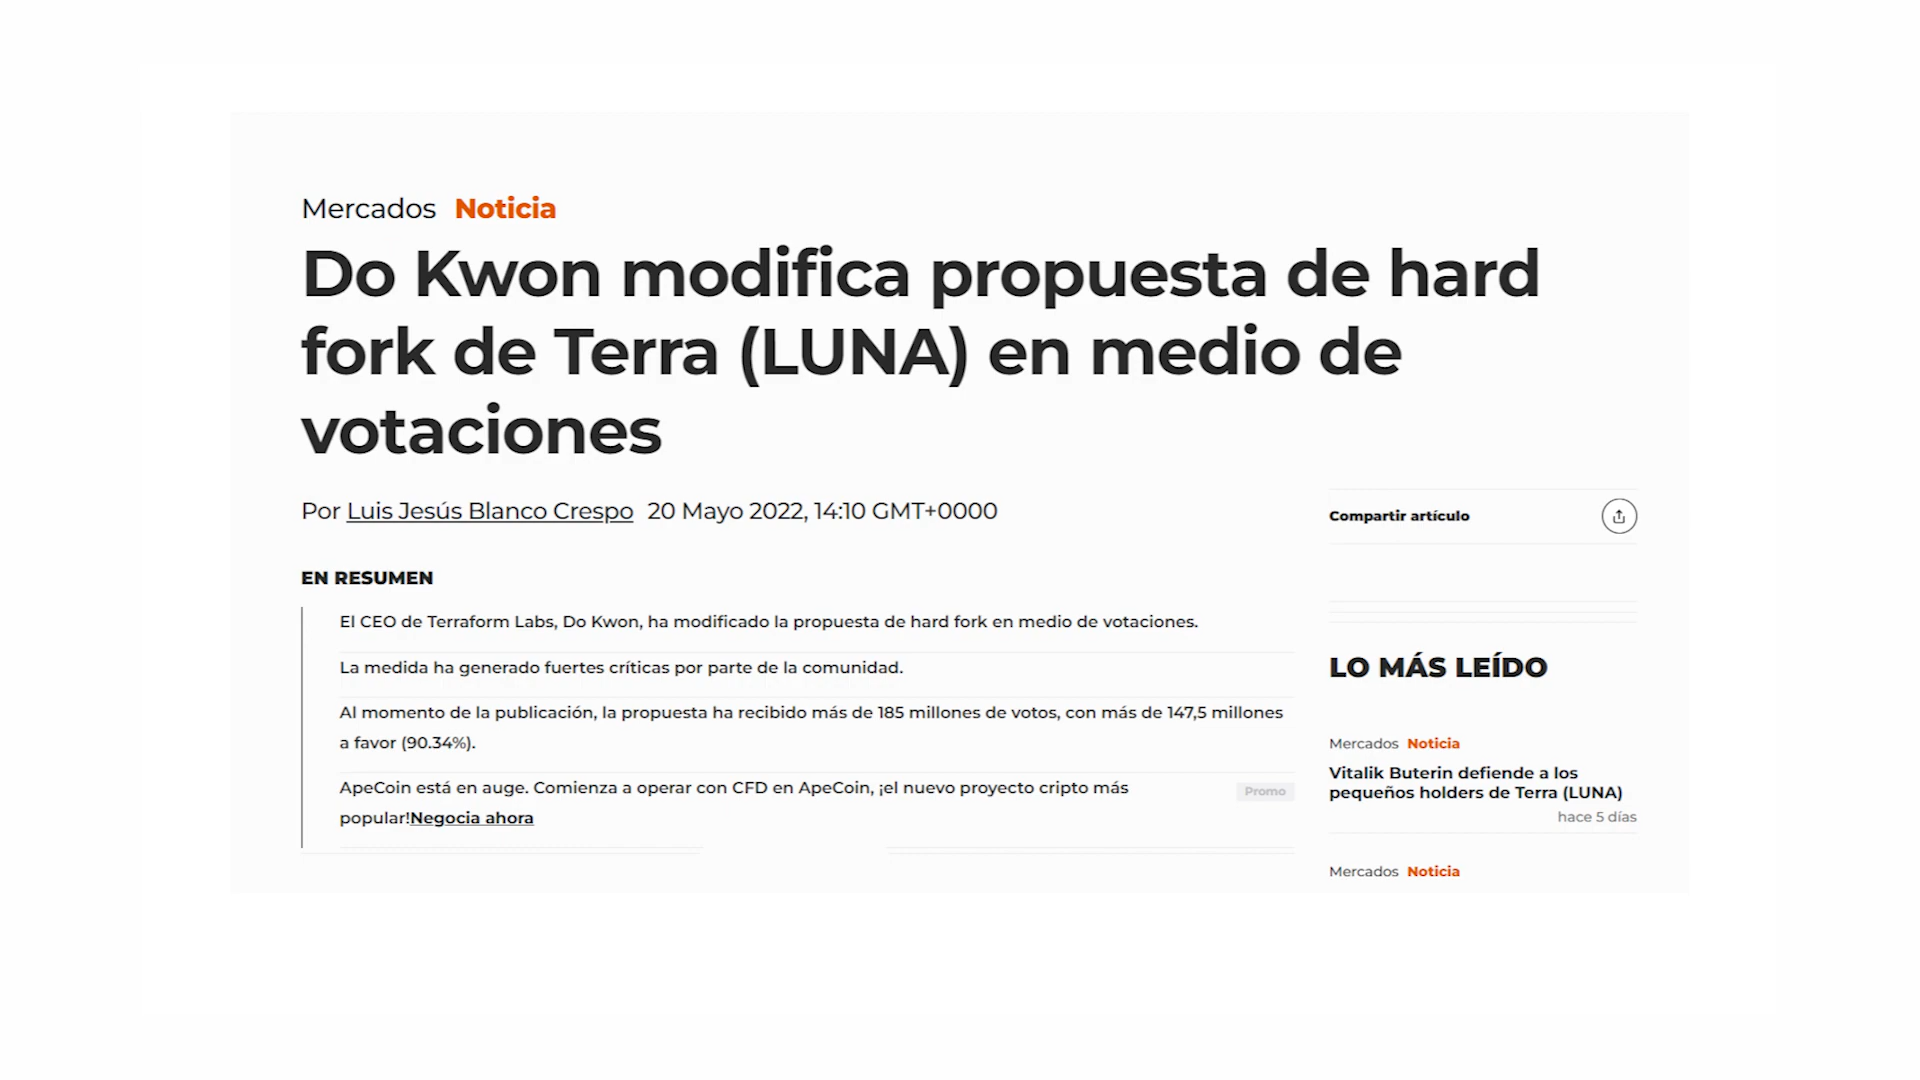 Mercados Noticia
Do Kwon modifica propuesta de hard
fork de Terra (LUNA) en medio de
votaciones
Por Luis Jesús Blanco Crespo 20 Mayo 2022, 14:10 GMT+0000
Compartir artículo
EN RESUMEN
El CEO de Terraform Labs, Do Kwon, ha modificado la propuesta de hard fork en medio de votaciones.
La medida ha generado fuertes críticas por parte de la comunidad.
Al momento de la publicación, la propuesta ha recibido más de 185 millones de votos, con más de 147,5 millones
a favor (90.34%).
ApeCoin está en auge. Comienza a operar con CFD en ApeCoin, ¡el nuevo proyecto cripto más
popular!Negocia ahora
Promo
LO MÁS LEÍDO
Mercados Noticia
Vitalik Buterin defiende a los
pequeños holders de Terra (LUNA)
hace 5 días
Mercados Noticia